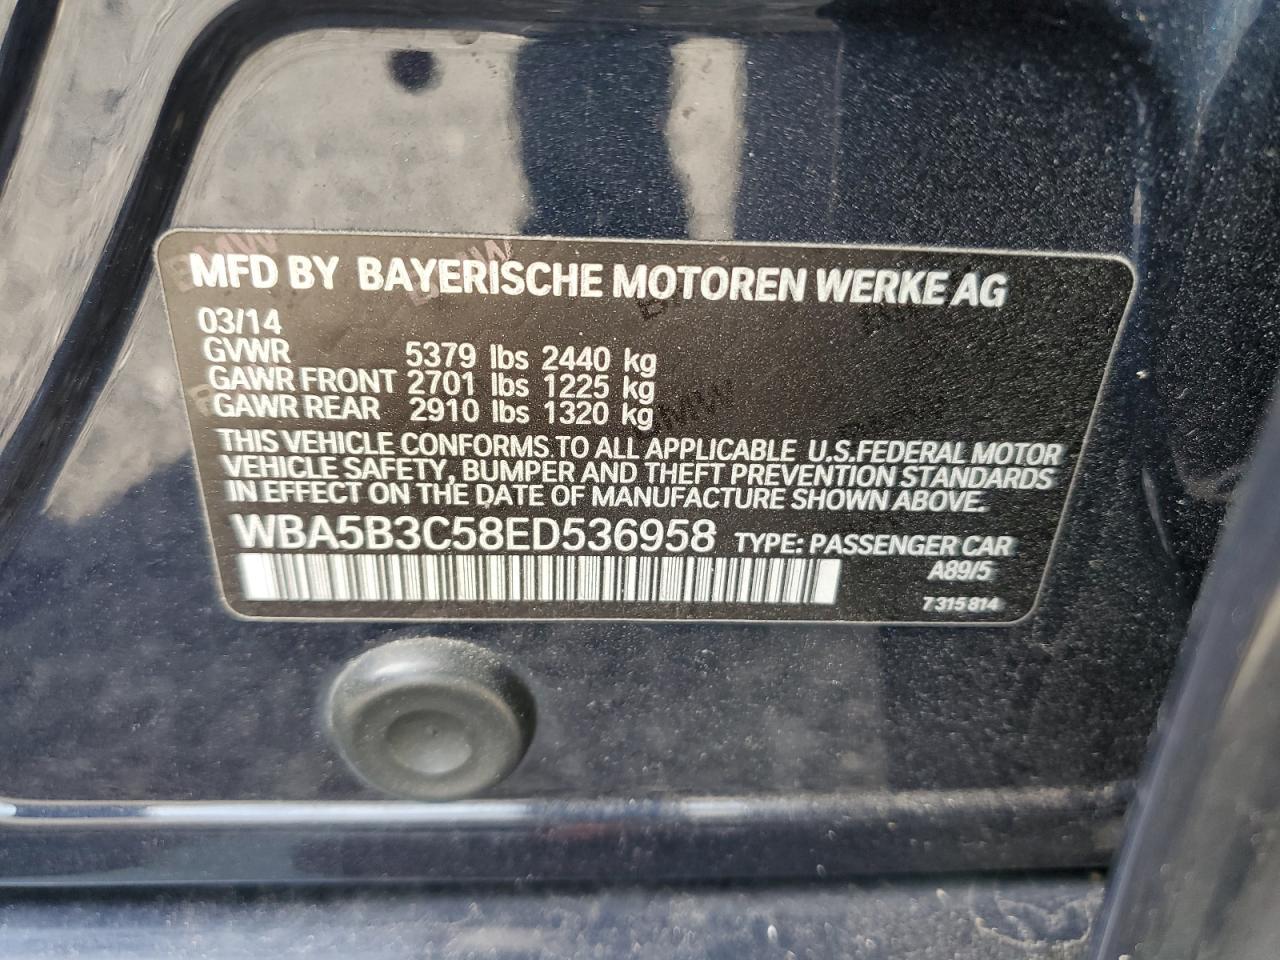 MFD BY BAYERISCHE MOTOREN WERKE AG
03/14
GVWR 5379 lbs 2440 kg
GAWR FRONT 2701 lbs 1225 kg
GAWR REAR 2910 lbs 1320 kg
THIS VEHICLE CONFORMS TO ALL APPLICABLE U.S.FEDERAL MOTOR
VEHICLE SAFETY, BUMPER AND THEFT PREVENTION STANDARDS
IN EFFECT ON THE DATE OF MANUFACTURE SHOWN ABOVE.
WBA5B3C58ED536958 TYPE: PASSENGER CAR
A89/5
7 315 814